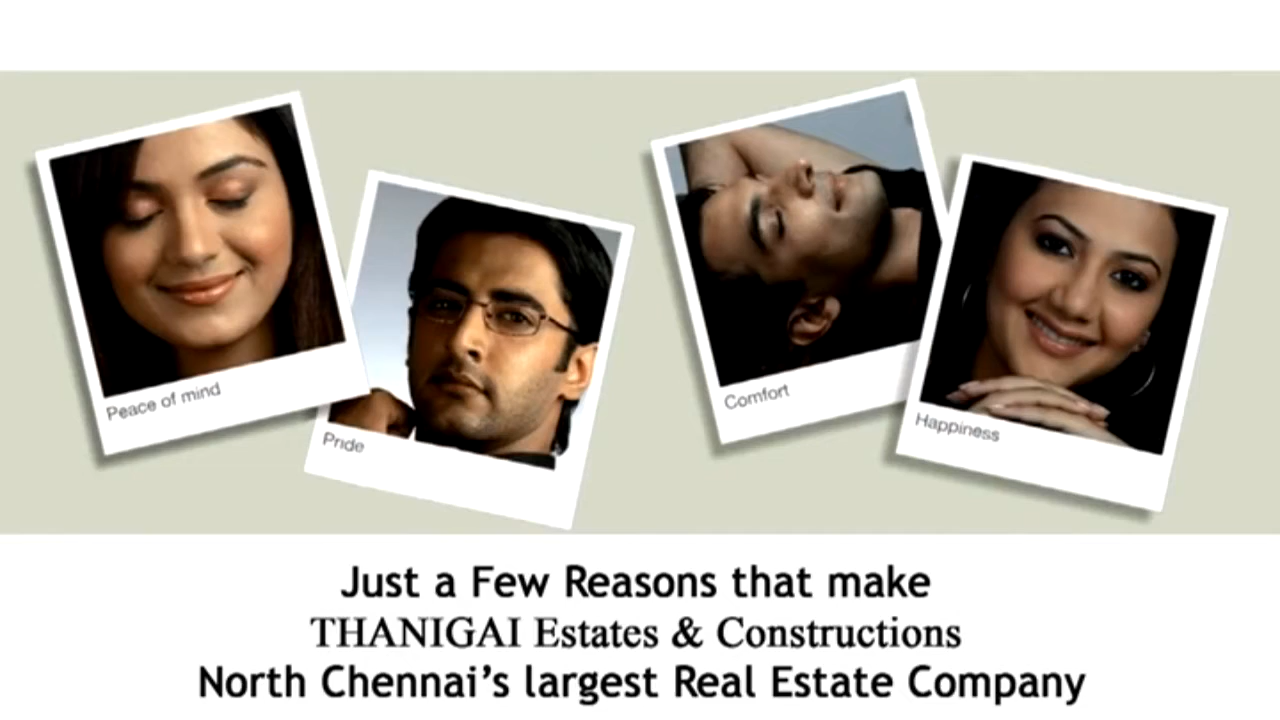 Peace of mind
Pride
Comfort
Happiness
Just a Few Reasons that make
THANIGAI Estates & Constructions
North Chennai's largest Real Estate Company